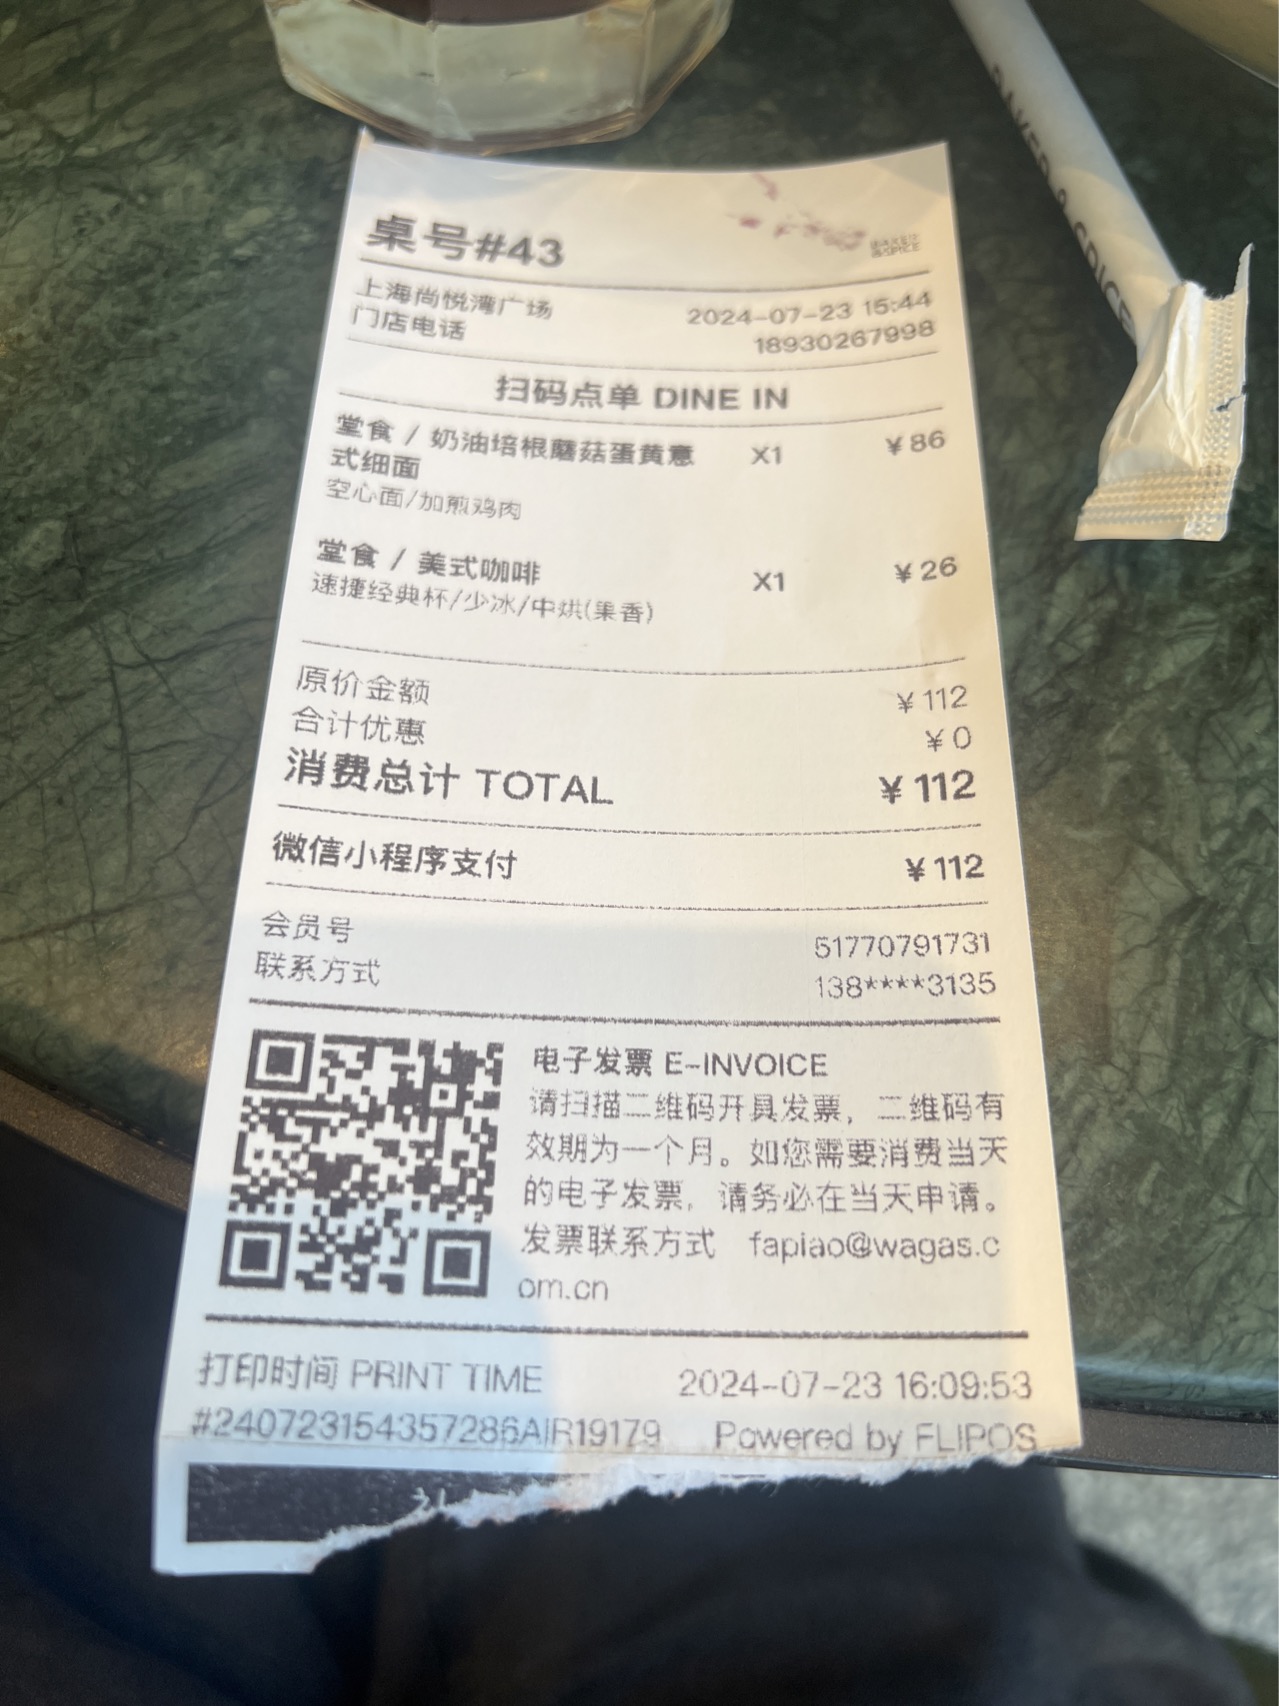 BAKER & SPICE
桌号#43
BAKER
&SPICE
上海尚悦湾广场 2024-07-23 15:44
门店电话 18930267998
扫码点单 DINE IN
堂食 / 奶油培根蘑菇蛋黄意 X1 ¥86
式细面
空心面/加煎鸡肉
堂食 / 美式咖啡 X1 ¥26
速捷经典杯/少冰/中烘(果香)
原价金额 ¥112
合计优惠 ¥0
消费总计 TOTAL ¥112
微信小程序支付 ¥112
会员号 51770791731
联系方式 138****3135
电子发票 E-INVOICE
请扫描二维码开具发票，二维码有
效期为一个月。如您需要消费当天
的电子发票，请务必在当天申请。
发票联系方式 fapiao@wagas.c
om.cn
打印时间 PRINT TIME 2024-07-23 16:09:53
#240723154357286AIR19179 Powered by FLIPOS